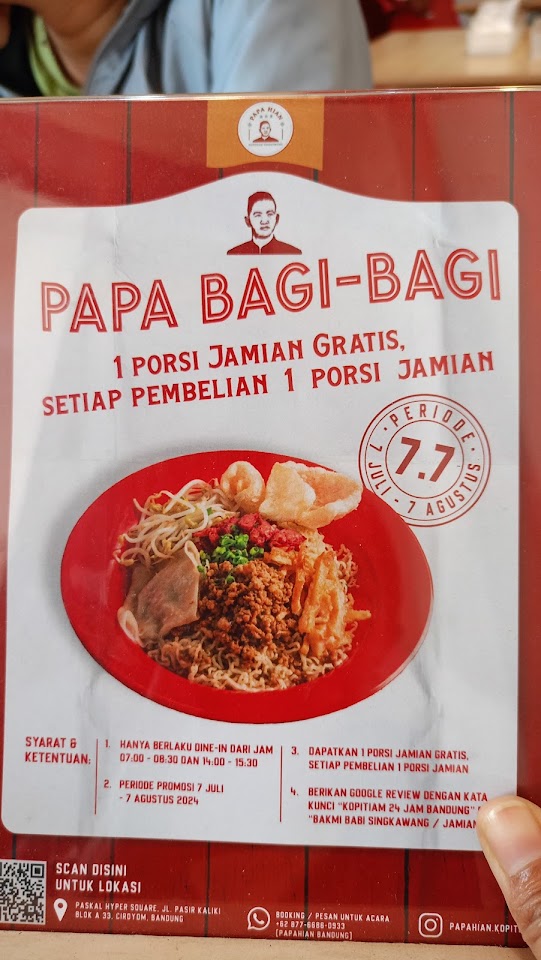 PAPA HIAN
PAPA BAGI-BAGI
1 PORSI JAMIAN GRATIS,
SETIAP PEMBELIAN 1 PORSI JAMIAN
PERIODE
7.7
7 JULI - 7 AGUSTUS
SYARAT &
KETENTUAN:
1. HANYA BERLAKU DINE-IN DARI JAM
07:00 - 08:30 DAN 14:00 - 15:30
2. PERIODE PROMOSI 7 JULI
- 7 AGUSTUS 2024
3. DAPATKAN 1 PORSI JAMIAN GRATIS,
SETIAP PEMBELIAN 1 PORSI JAMIAN
4. BERIKAN GOOGLE REVIEW DENGAN KATA
KUNCI "KOPITIAM 24 JAM BANDUNG"
"BAKMI BABI SINGKAWANG / JAMIAN
SCAN DISINI
UNTUK LOKASI
PASKAL HYPER SQUARE, JL. PASIR KALIKI
BLOK A 33, CIROYOM, BANDUNG
BOOKING / PESAN UNTUK ACARA
+62 877-6686-0933
(PAPAHIAN BANDUNG)
PAPAHIAN.KOPIT